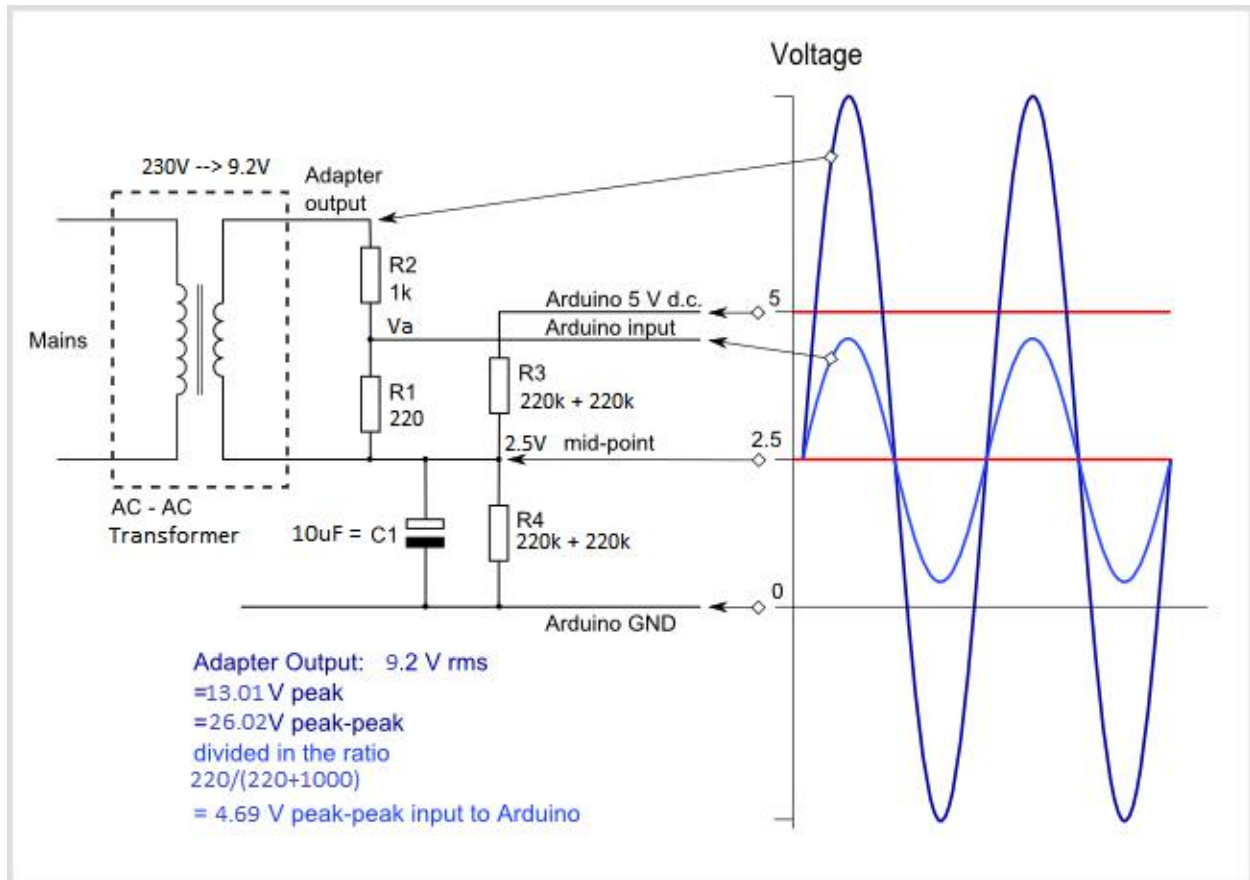 Voltage
230V --> 9.2V
Adapter
output
R2
1k
Arduino 5 V d.c.
5
Va
Arduino input
Mains
R3
220k + 220k
R1
220
2.5V mid-point
2.5
AC - AC
Transformer
10uF = C1
R4
220k + 220k
0
Arduino GND
Adapter Output: 9.2 V rms
=13.01 V peak
=26.02V peak-peak
divided in the ratio
220/(220+1000)
= 4.69 V peak-peak input to Arduino